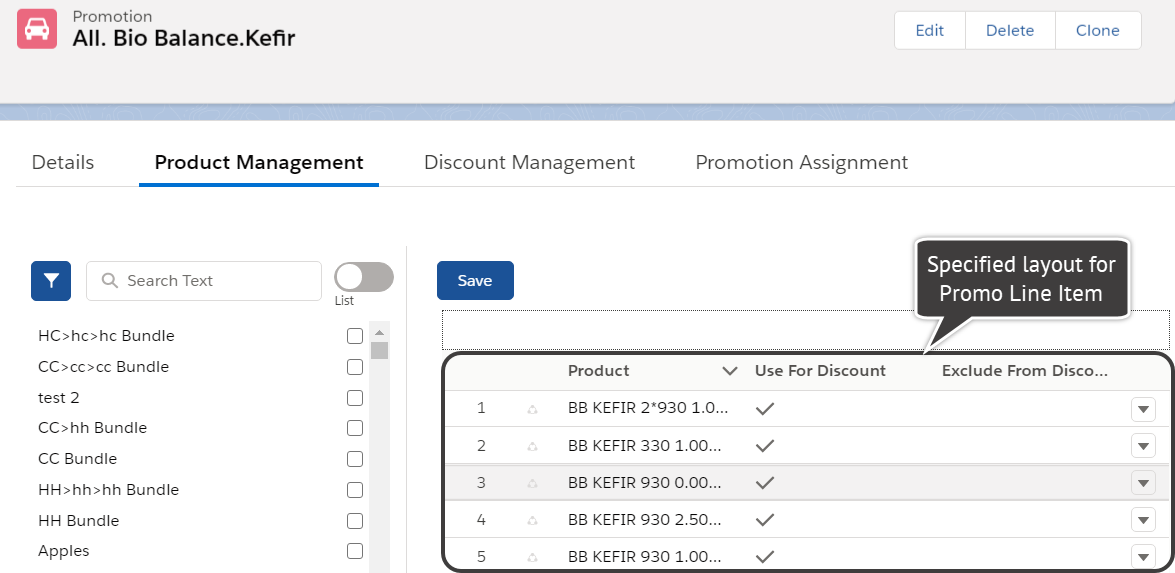 Promotion
All. Bio Balance.Kefir
Edit
Delete
Clone
Details
Product Management
Discount Management
Promotion Assignment
Search Text
List
Save
Specified layout for
Promo Line Item
HC>hc>hc Bundle
CC>cc>cc Bundle
test 2
CC>hh Bundle
CC Bundle
HH>hh>hh Bundle
HH Bundle
Apples
Product
Use For Discount
Exclude From Disco...
1 BB KEFIR 2*930 1.0...
2 BB KEFIR 330 1.00...
3 BB KEFIR 930 0.00...
4 BB KEFIR 930 2.50...
5 BB KEFIR 930 1.00...